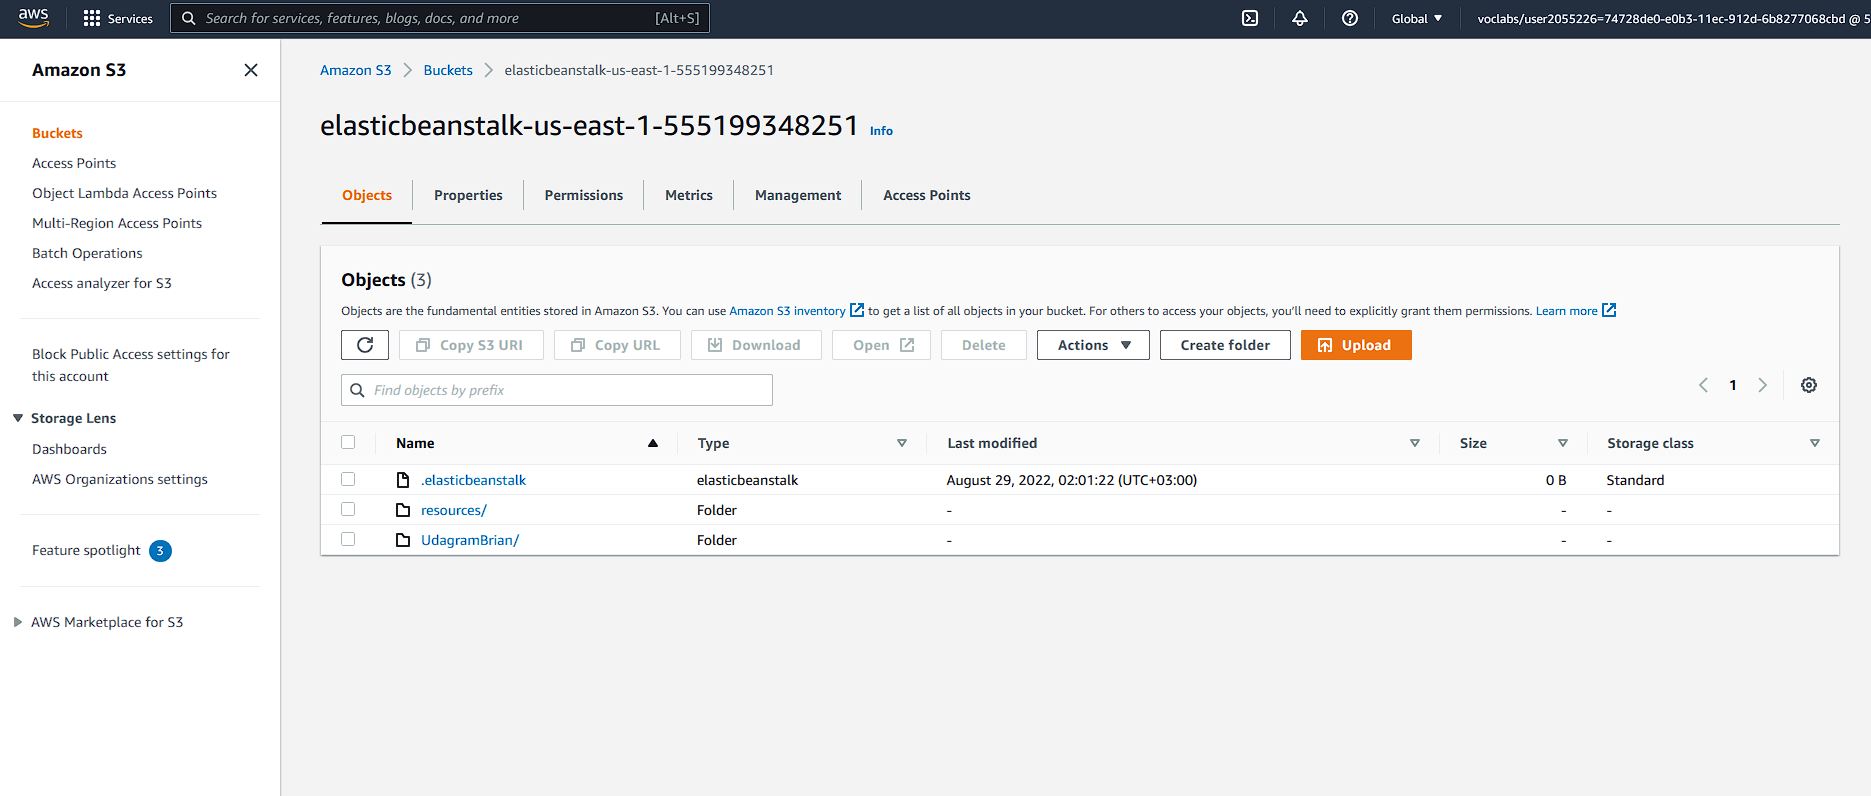 aws Services Search for services, features, blogs, docs, and more [Alt+S] Global voclabs/user2055226=74728de0-e0b3-11ec-912d-6b8277068cbd @ 5
Amazon S3
Buckets
Access Points
Object Lambda Access Points
Multi-Region Access Points
Batch Operations
Access analyzer for S3
Block Public Access settings for
this account
Storage Lens
Dashboards
AWS Organizations settings
Feature spotlight 3
AWS Marketplace for S3
Amazon S3 Buckets elasticbeanstalk-us-east-1-555199348251
elasticbeanstalk-us-east-1-555199348251 Info
Objects Properties Permissions Metrics Management Access Points
Objects (3)
Objects are the fundamental entities stored in Amazon S3. You can use Amazon S3 inventory to get a list of all objects in your bucket. For others to access your objects, you'll need to explicitly grant them permissions. Learn more
Copy S3 URI Copy URL Download Open Delete Actions Create folder Upload
Find objects by prefix
1
Name Type Last modified Size Storage class
.elasticbeanstalk elasticbeanstalk August 29, 2022, 02:01:22 (UTC+03:00) 0 B Standard
resources/ Folder - - -
UdagramBrian/ Folder - - -